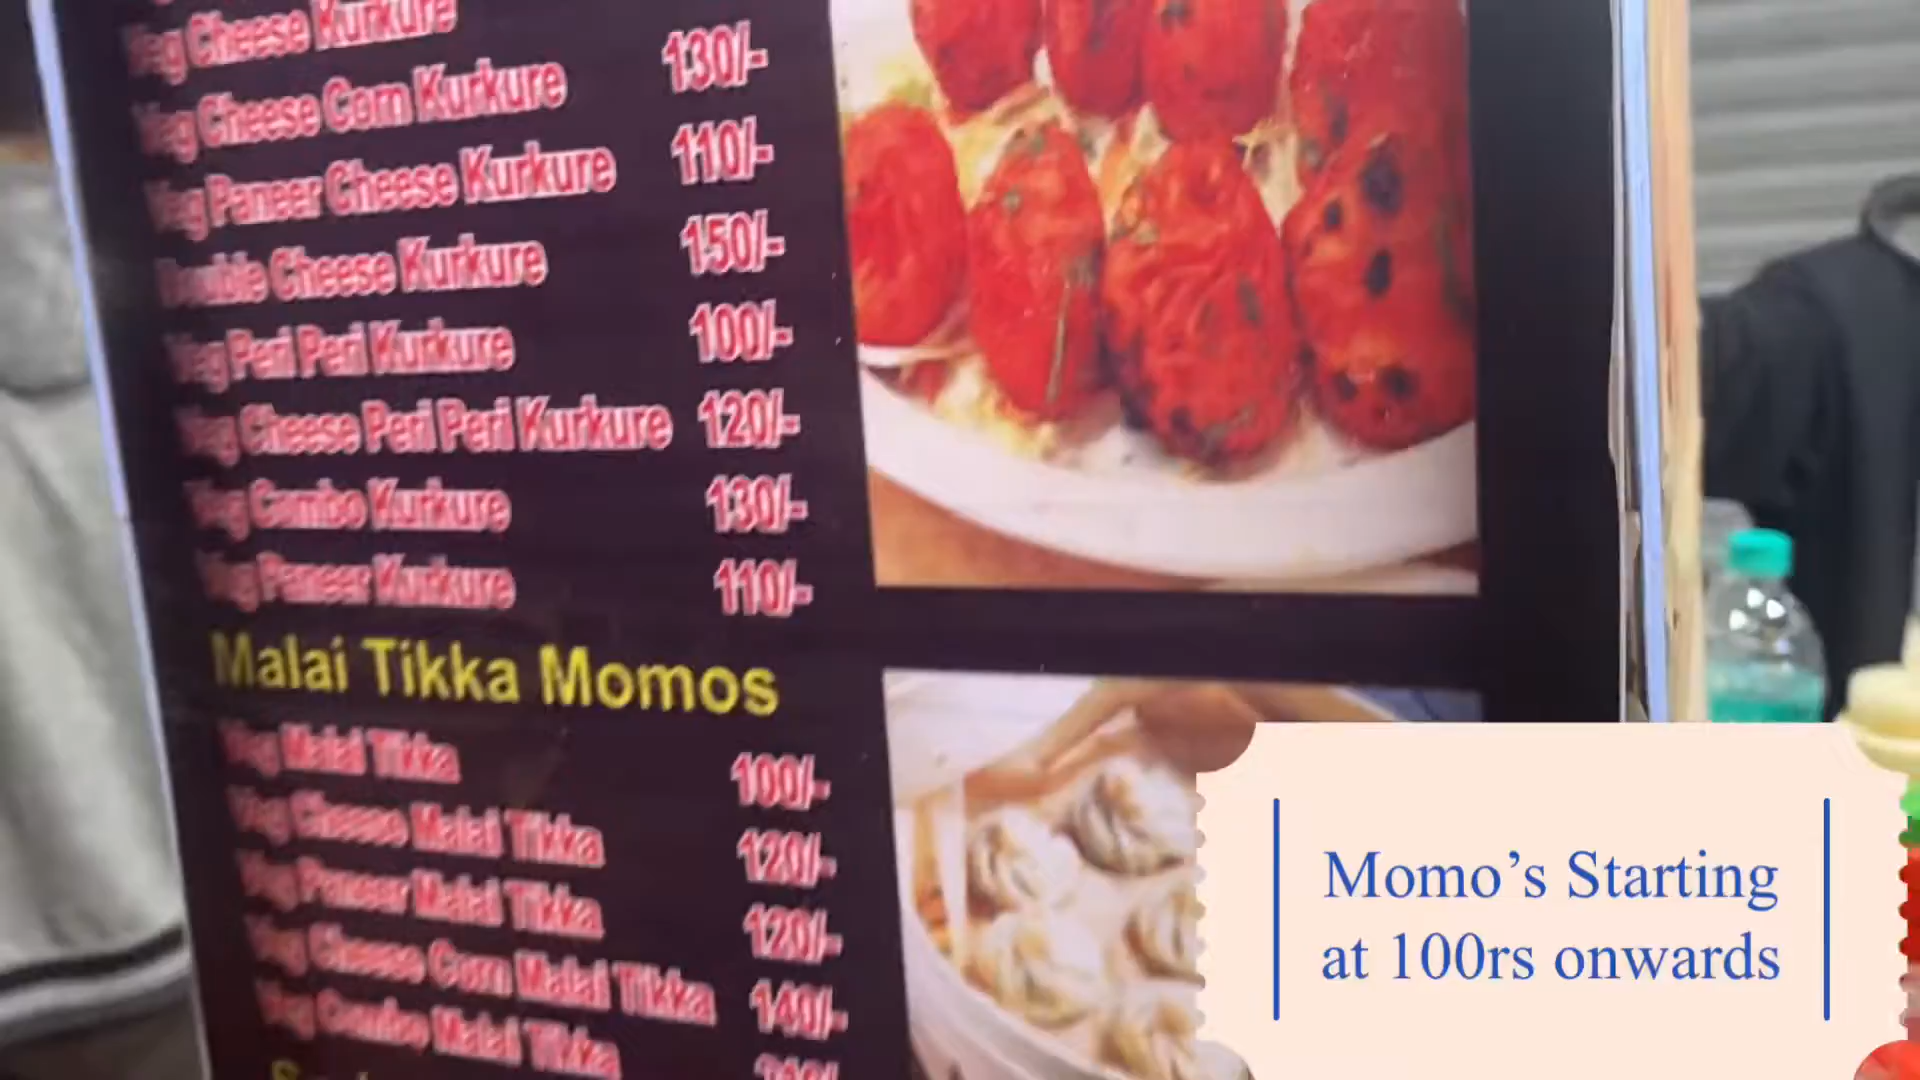 Veg Cheese Kurkure
Veg Cheese Corn Kurkure 130/-
Veg Paneer Cheese Kurkure 110/-
Double Cheese Kurkure 150/-
Veg Peri Peri Kurkure 100/-
Veg Cheese Peri Peri Kurkure 120/-
Veg Combo Kurkure 130/-
Veg Paneer Kurkure 110/-
Malai Tikka Momos
Veg Malai Tikka 100/-
Veg Cheese Malai Tikka 120/-
Veg Paneer Malai Tikka 120/-
Veg Cheese Corn Malai Tikka 140/-
Veg Combo Malai Tikka
Momo’s Starting
at 100rs onwards